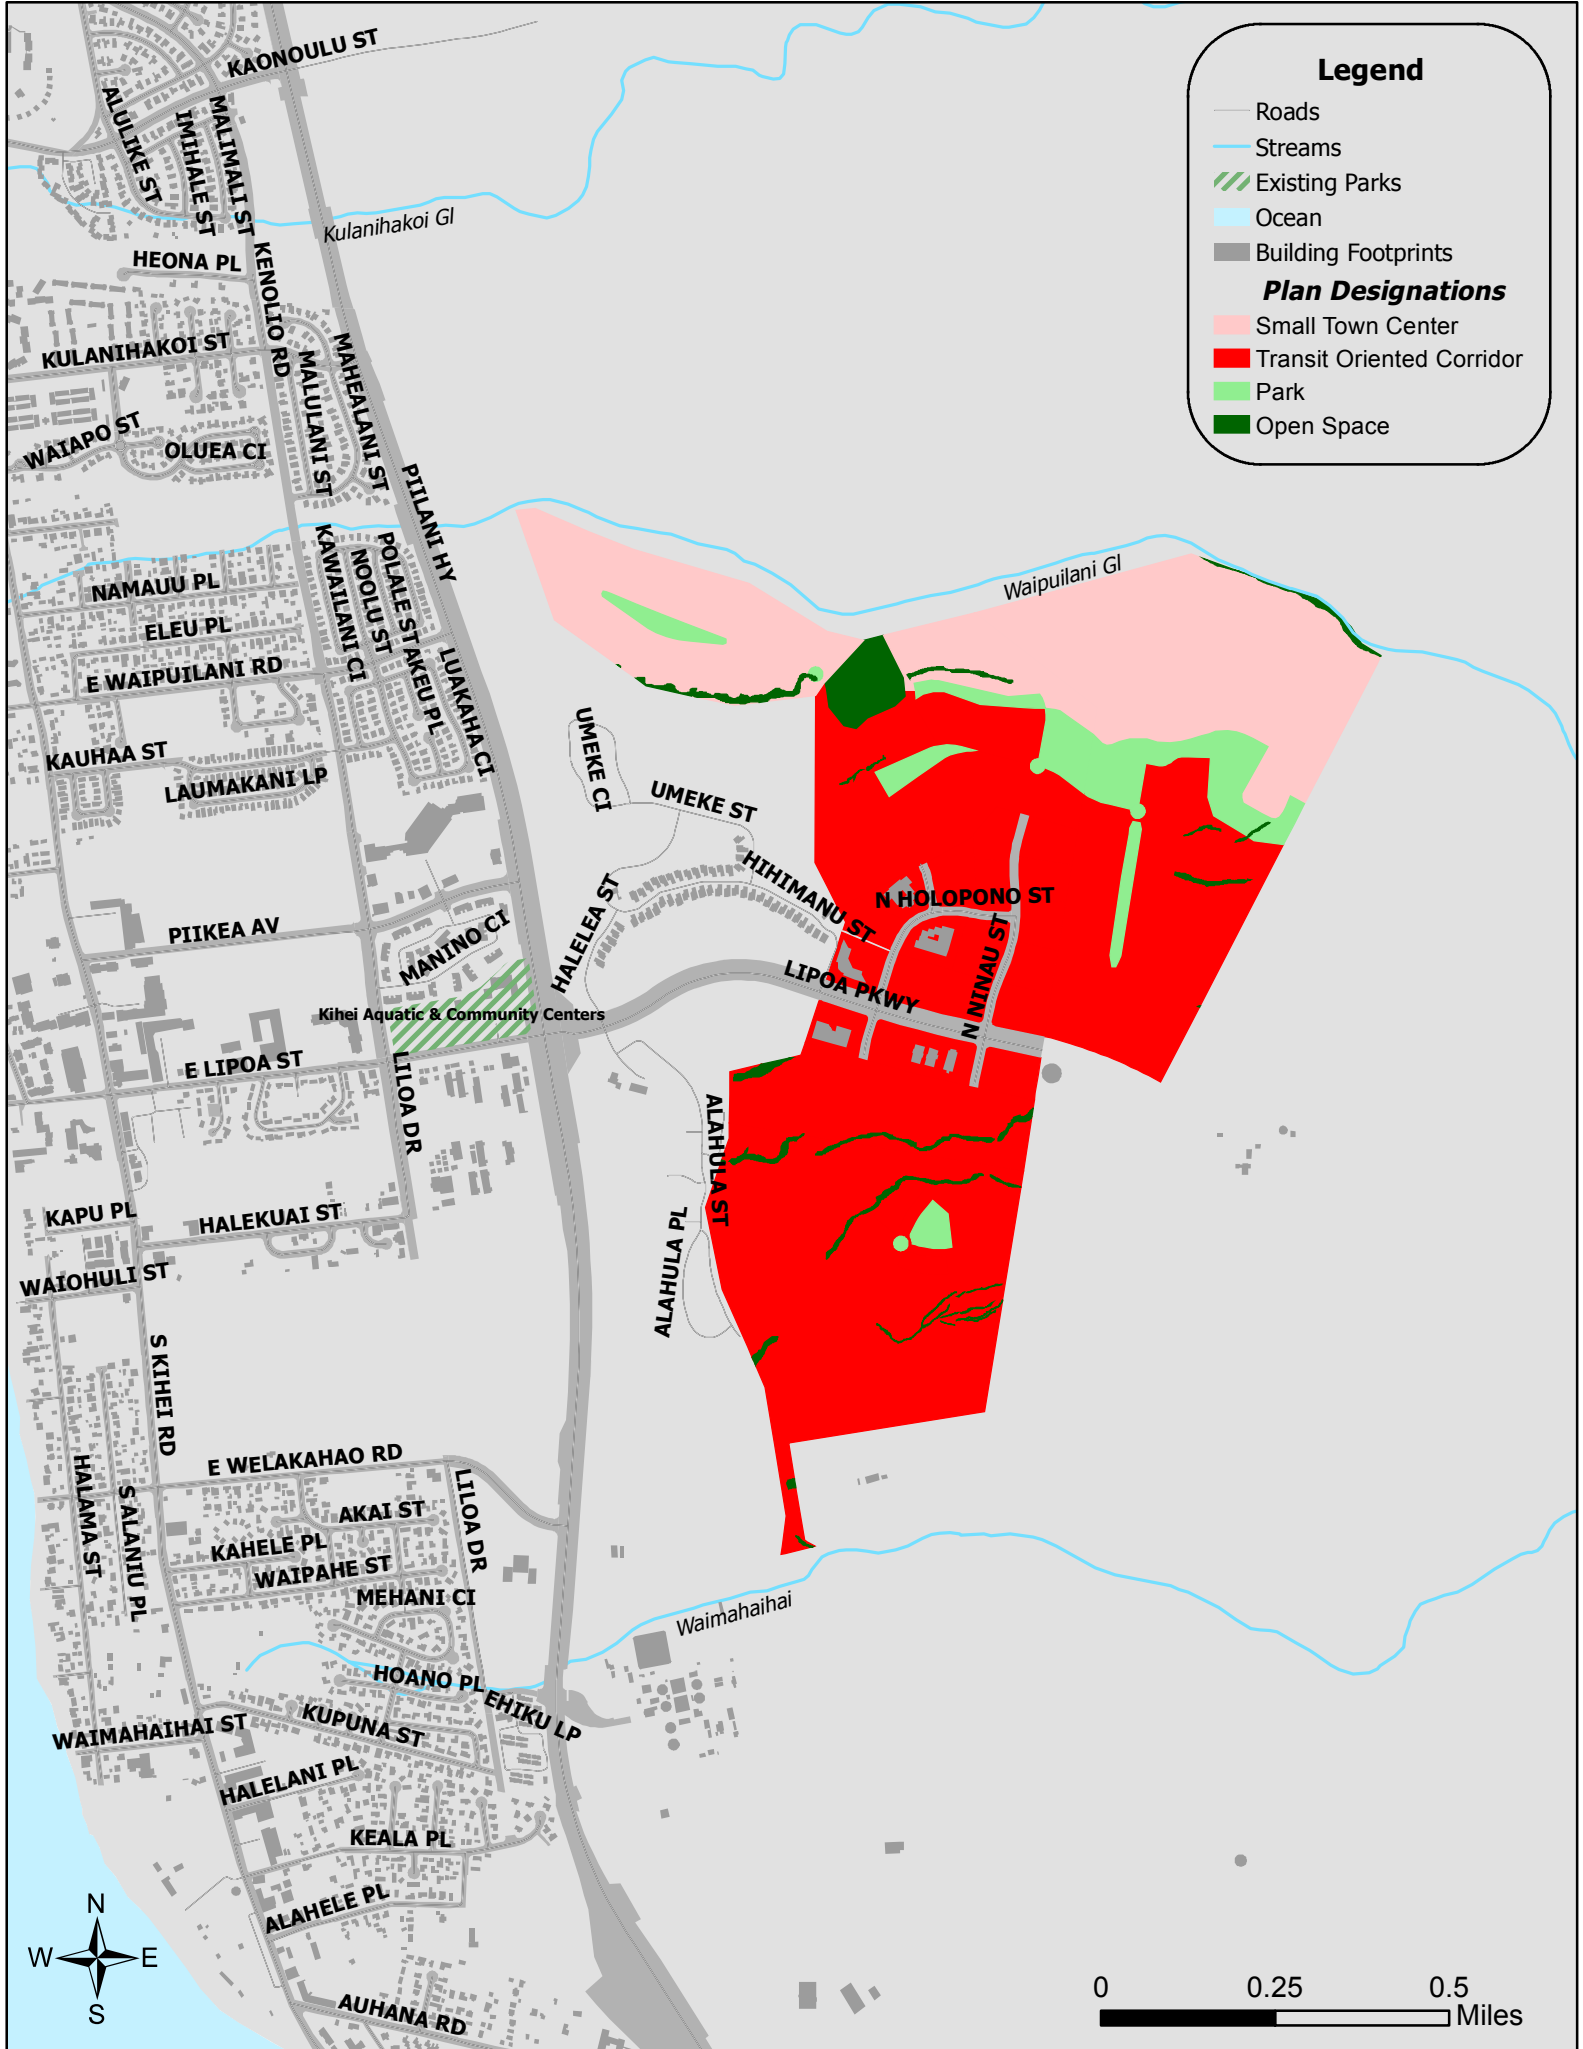 Legend
Roads
Streams
Existing Parks
Ocean
Building Footprints
Plan Designations
Small Town Center
Transit Oriented Corridor
Park
Open Space
KAONOULU ST
ALULIKE ST
IMIHALE ST
MALIMALI ST
Kulanihakoi Gl
HEONA PL
KENOLIO RD
KULANIHAKOI ST
MALULANI ST
MAHEALANI ST
WAIAPO ST
OLUEA CI
PIILANI HY
NAMAUU PL
ELEU PL
E WAIPUILANI RD
KAWAILANI CI
NOOLU ST
POLALE ST
AKEU PL
LUAKAHA CI
Waipuilani Gl
KAUHAA ST
LAUMAKANI LP
UMEKE CI
UMEKE ST
HIHIMANU ST
N HOLOPONO ST
HALELEA ST
PIIKEA AV
MANINO CI
LIPOA PKWY
N NINAU ST
Kihei Aquatic & Community Centers
E LIPOA ST
LILOA DR
ALAHULA ST
ALAHULA PL
KAPU PL
HALEKUAI ST
WAIOHULI ST
S KIHEI RD
E WELAKAHAO RD
HALAMA ST
S ALANIU PL
AKAI ST
LILOA DR
KAHELE PL
WAIPAHE ST
MEHANI CI
Waimahaihai
HOANO PL
EHIKU LP
KUPUNA ST
WAIMAHAIHAI ST
HALELANI PL
KEALA PL
ALAHELE PL
AUHANA RD
N
W E
S
0 0.25 0.5
Miles